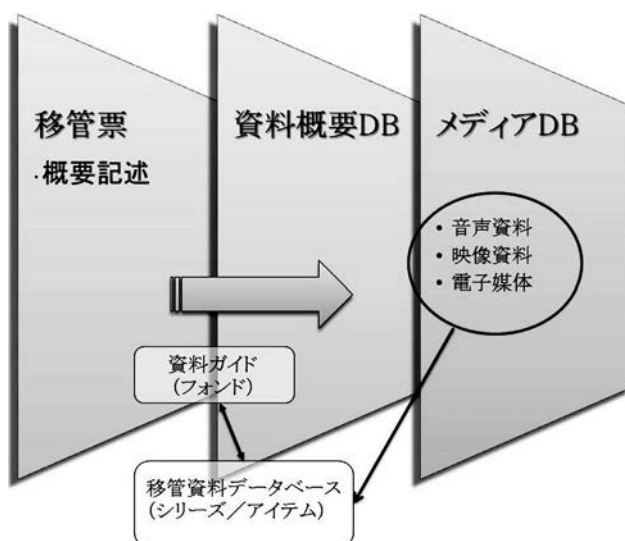 移管票
・概要記述
資料概要DB
メディアDB
• 音声資料
• 映像資料
• 電子媒体
資料ガイド
(フォンド)
移管資料データベース
(シリーズ／アイテム)